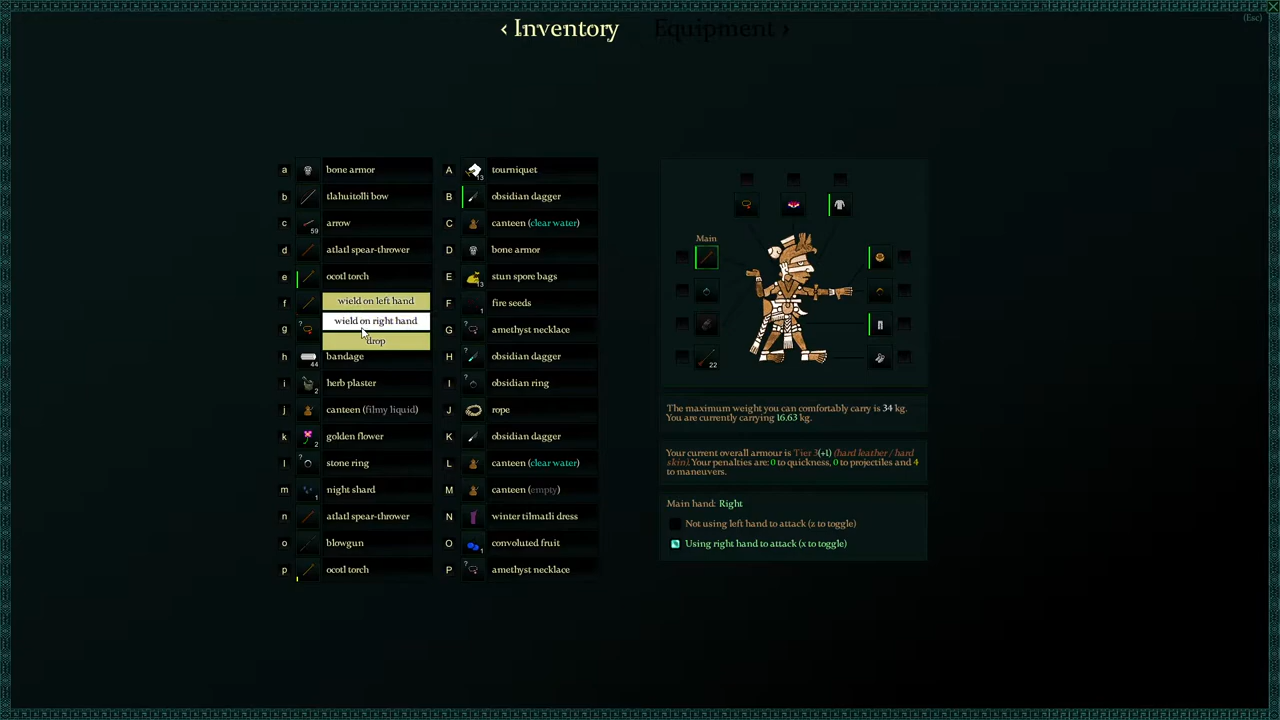 (Esc)
‹ Inventory
Equipment ›
a bone armor
b tlahuitolli bow
c arrow
59
d atlatl spear-thrower
e ocotl torch
f wield on left hand
wield on right hand
g ?
drop
h bandage
44
i herb plaster
2
j canteen (filmy liquid)
k golden flower
2
l ? stone ring
m night shard
1
n atlatl spear-thrower
o blowgun
p ocotl torch
A tourniquet
13
B obsidian dagger
C canteen (clear water)
D bone armor
E stun spore bags
13
F fire seeds
1
G ? amethyst necklace
H ? obsidian dagger
I ? obsidian ring
J rope
K obsidian dagger
L canteen (clear water)
M canteen (empty)
N winter tilmatli dress
O convoluted fruit
1
P ? amethyst necklace
Main
22
The maximum weight you can comfortably carry is 34 kg.
You are currently carrying 16.63 kg.
Your current overall armour is Tier 3(+1) (hard leather / hard
skin). Your penalties are: 0 to quickness, 0 to projectiles and 4
to maneuvers.
Main hand: Right
Not using left hand to attack (z to toggle)
Using right hand to attack (x to toggle)